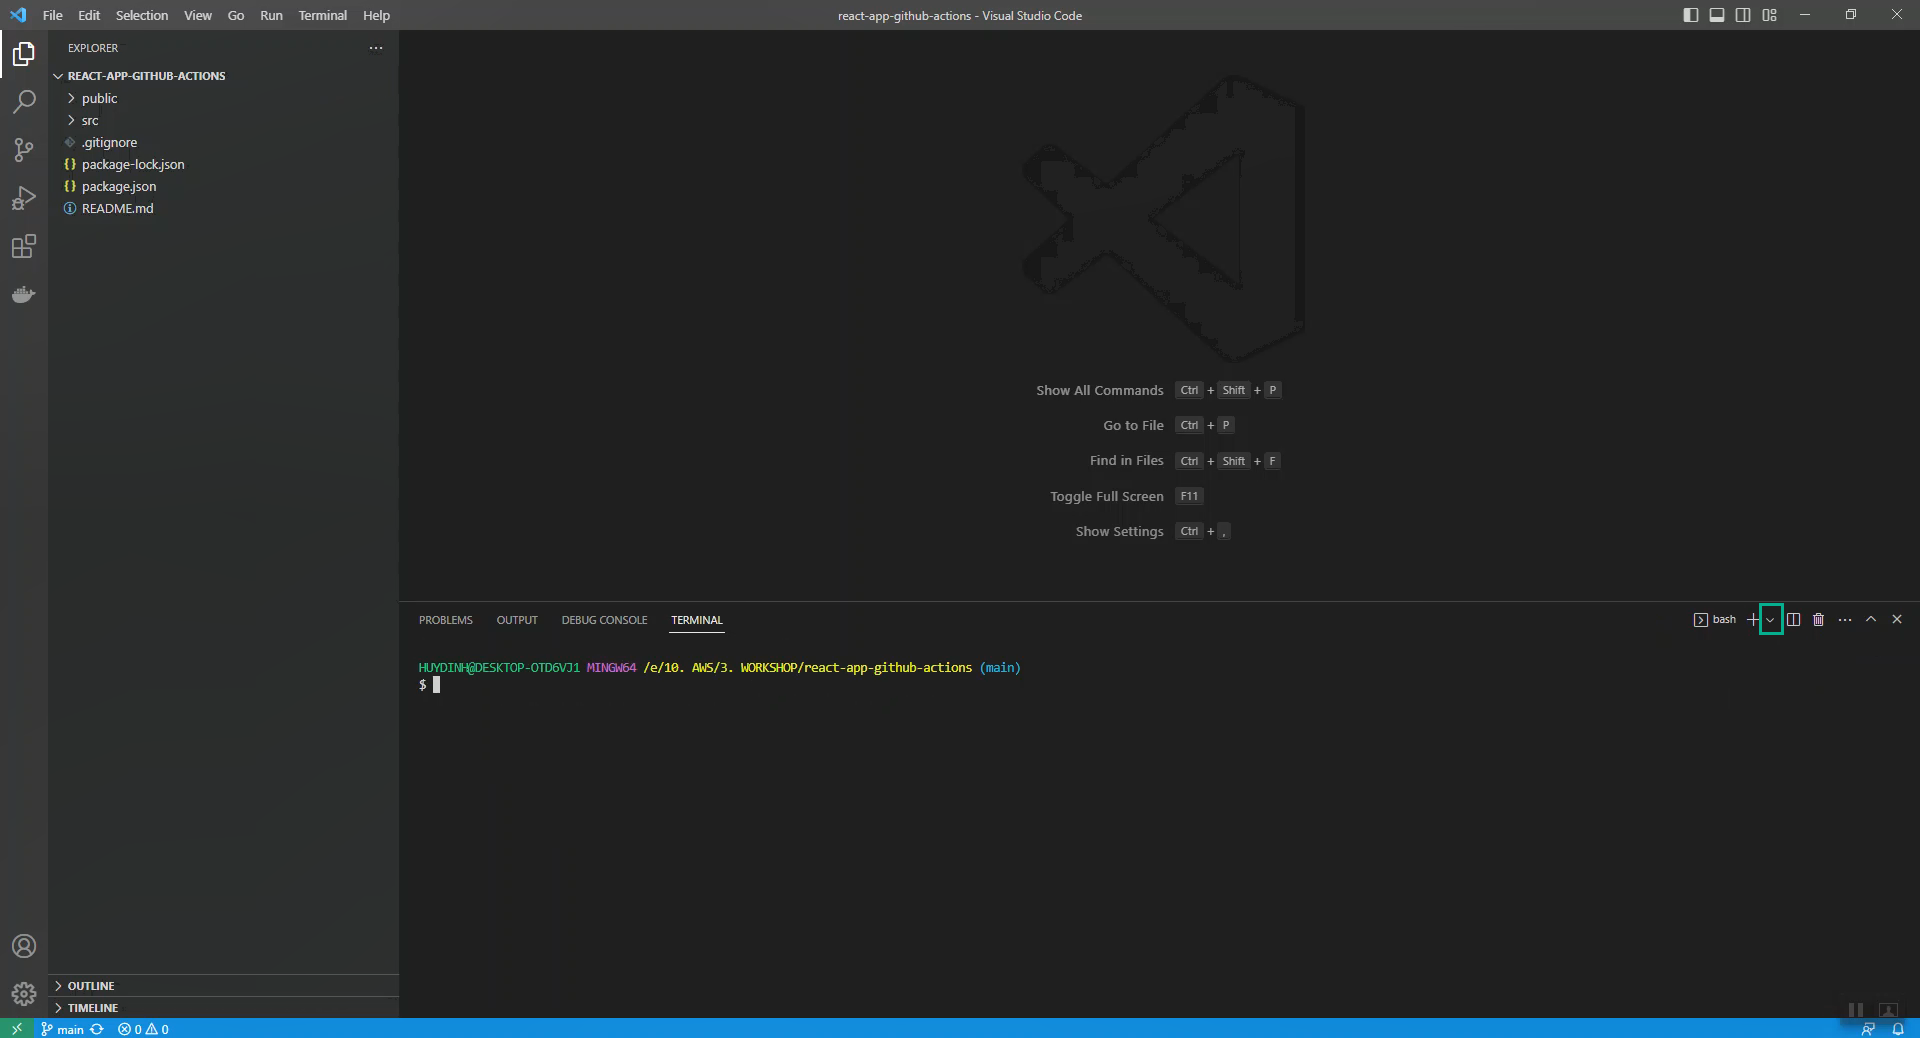 File Edit Selection View Go Run Terminal Help
react-app-github-actions - Visual Studio Code
EXPLORER
REACT-APP-GITHUB-ACTIONS
public
src
.gitignore
package-lock.json
package.json
README.md
OUTLINE
TIMELINE
Show All Commands Ctrl + Shift + P
Go to File Ctrl + P
Find in Files Ctrl + Shift + F
Toggle Full Screen F11
Show Settings Ctrl + ,
PROBLEMS OUTPUT DEBUG CONSOLE TERMINAL
bash
HUYDINH@DESKTOP-OTD6VJ1 MINGW64 /e/10. AWS/3. WORKSHOP/react-app-github-actions (main)
$
main 0 0